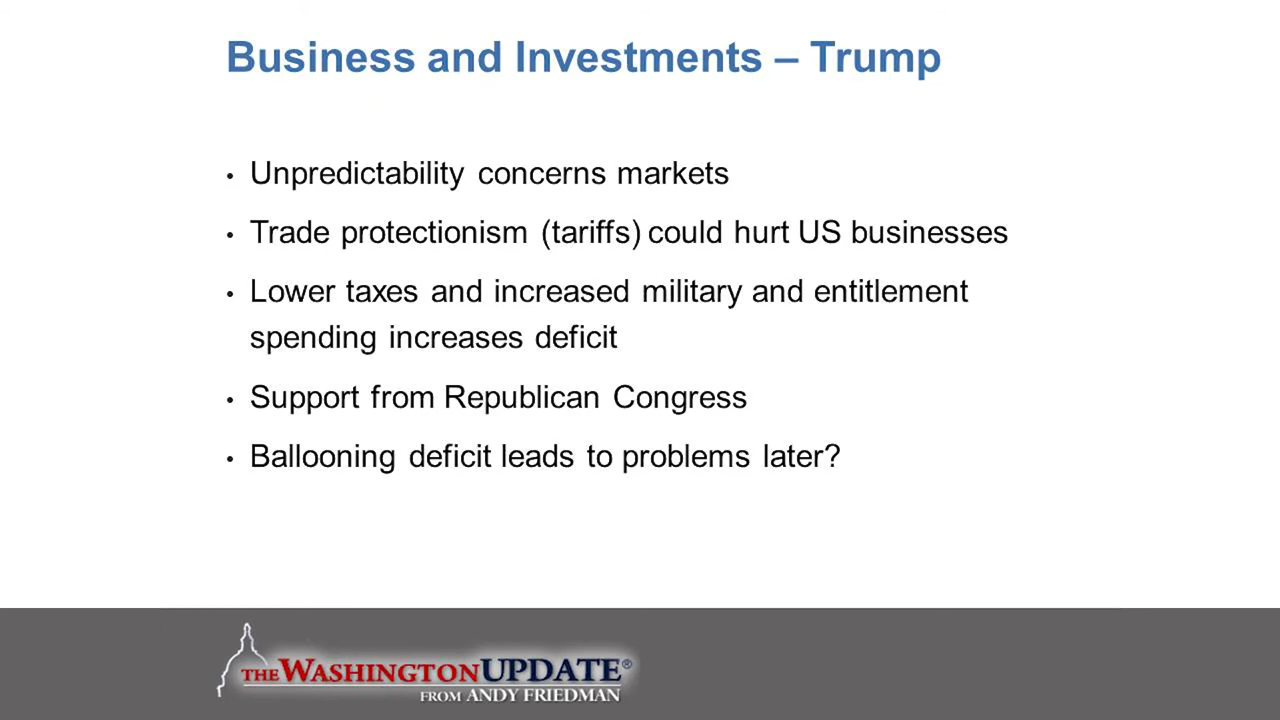 Business and Investments – Trump
• Unpredictability concerns markets
• Trade protectionism (tariffs) could hurt US businesses
• Lower taxes and increased military and entitlement
spending increases deficit
• Support from Republican Congress
• Ballooning deficit leads to problems later?
THE WASHINGTON UPDATE®
FROM ANDY FRIEDMAN